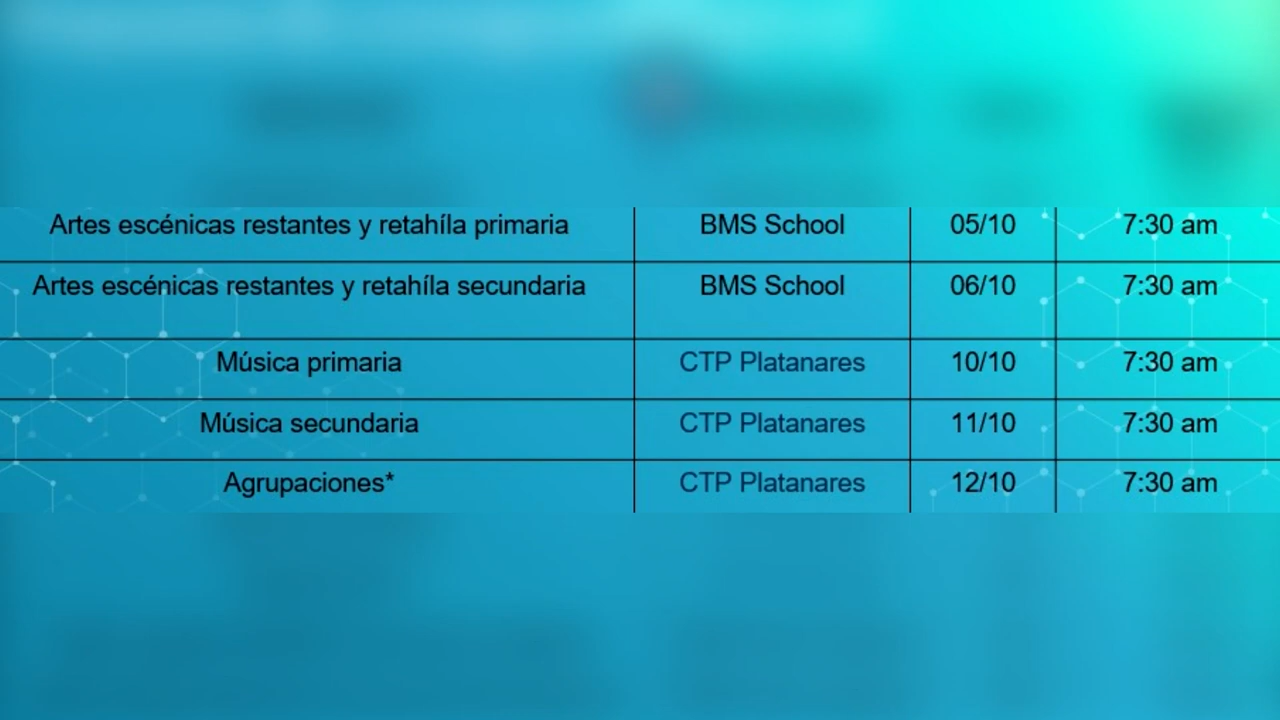 Artes escénicas restantes y retahíla primaria BMS School 05/10 7:30 am
Artes escénicas restantes y retahíla secundaria BMS School 06/10 7:30 am
Música primaria CTP Platanares 10/10 7:30 am
Música secundaria CTP Platanares 11/10 7:30 am
Agrupaciones* CTP Platanares 12/10 7:30 am